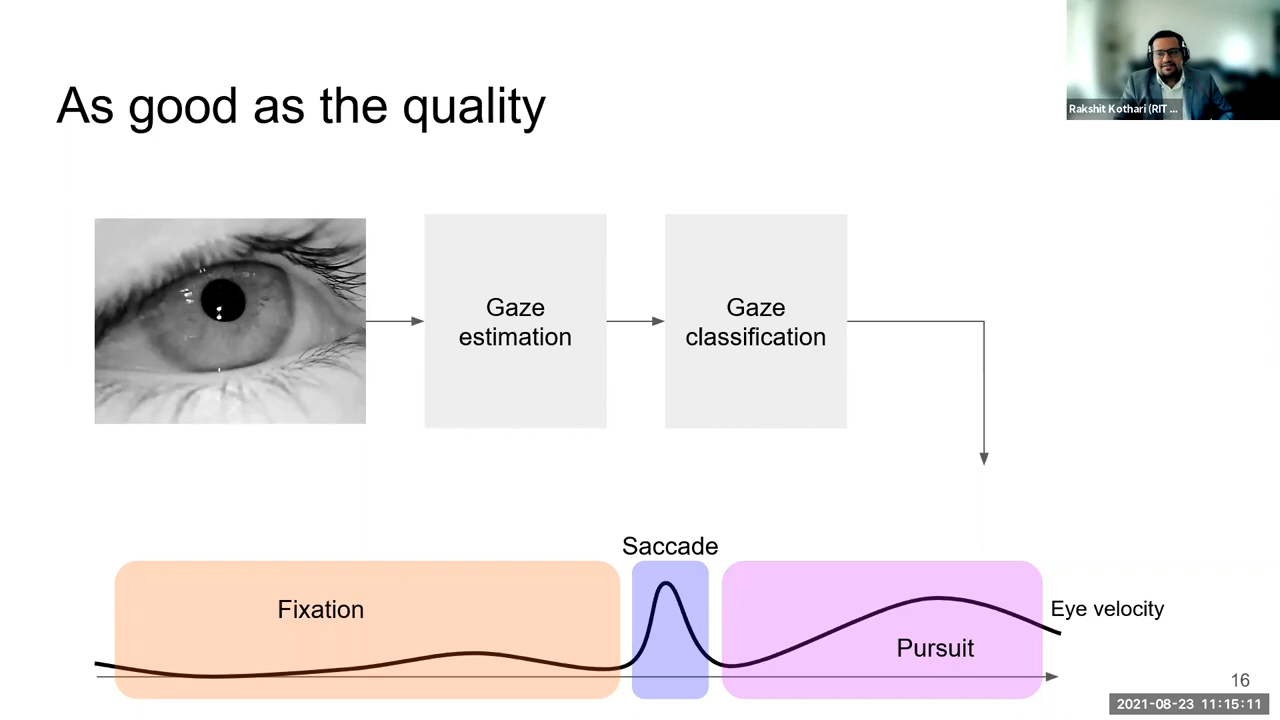 As good as the quality
Rakshit Kothari (RIT ...
Gaze
estimation
Gaze
classification
Saccade
Fixation
Eye velocity
Pursuit
16
2021-08-23 11:15:11